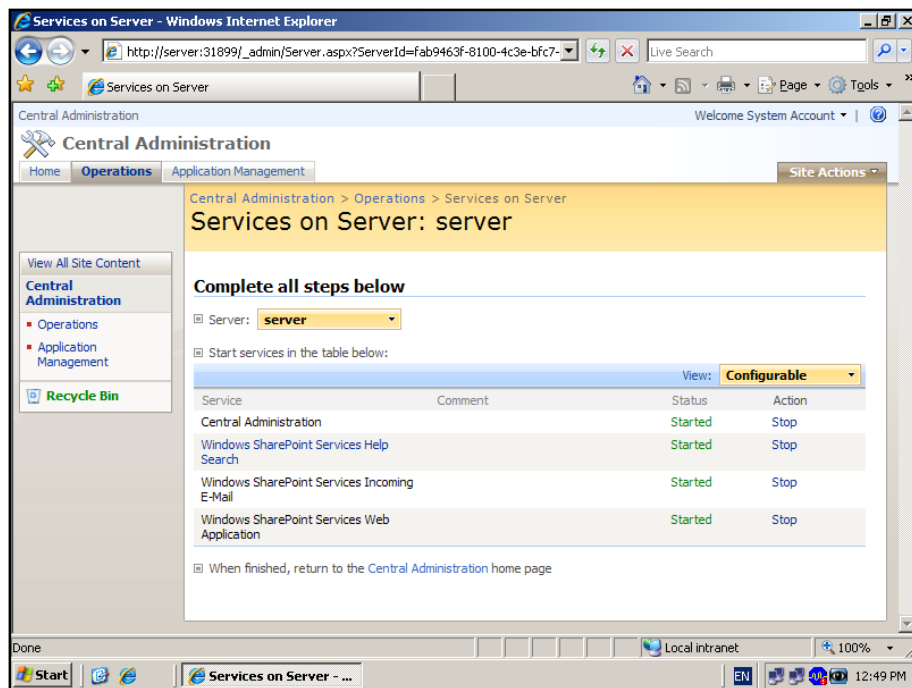 Services on Server - Windows Internet Explorer
http://server:31899/_admin/Server.aspx?ServerId=fab9463f-8100-4c3e-bfc7-
Live Search
Services on Server
Page
Tools
Central Administration
Welcome System Account
Central Administration
Home
Operations
Application Management
Site Actions
Central Administration > Operations > Services on Server
Services on Server: server
View All Site Content
Central
Administration
Operations
Application
Management
Recycle Bin
Complete all steps below
Server: server
Start services in the table below:
View: Configurable
Service Comment Status Action
Central Administration Started Stop
Windows SharePoint Services Help Started Stop
Search
Windows SharePoint Services Incoming Started Stop
E-Mail
Windows SharePoint Services Web Started Stop
Application
When finished, return to the Central Administration home page
Done
Local intranet
100%
Start
Services on Server - ...
EN
12:49 PM